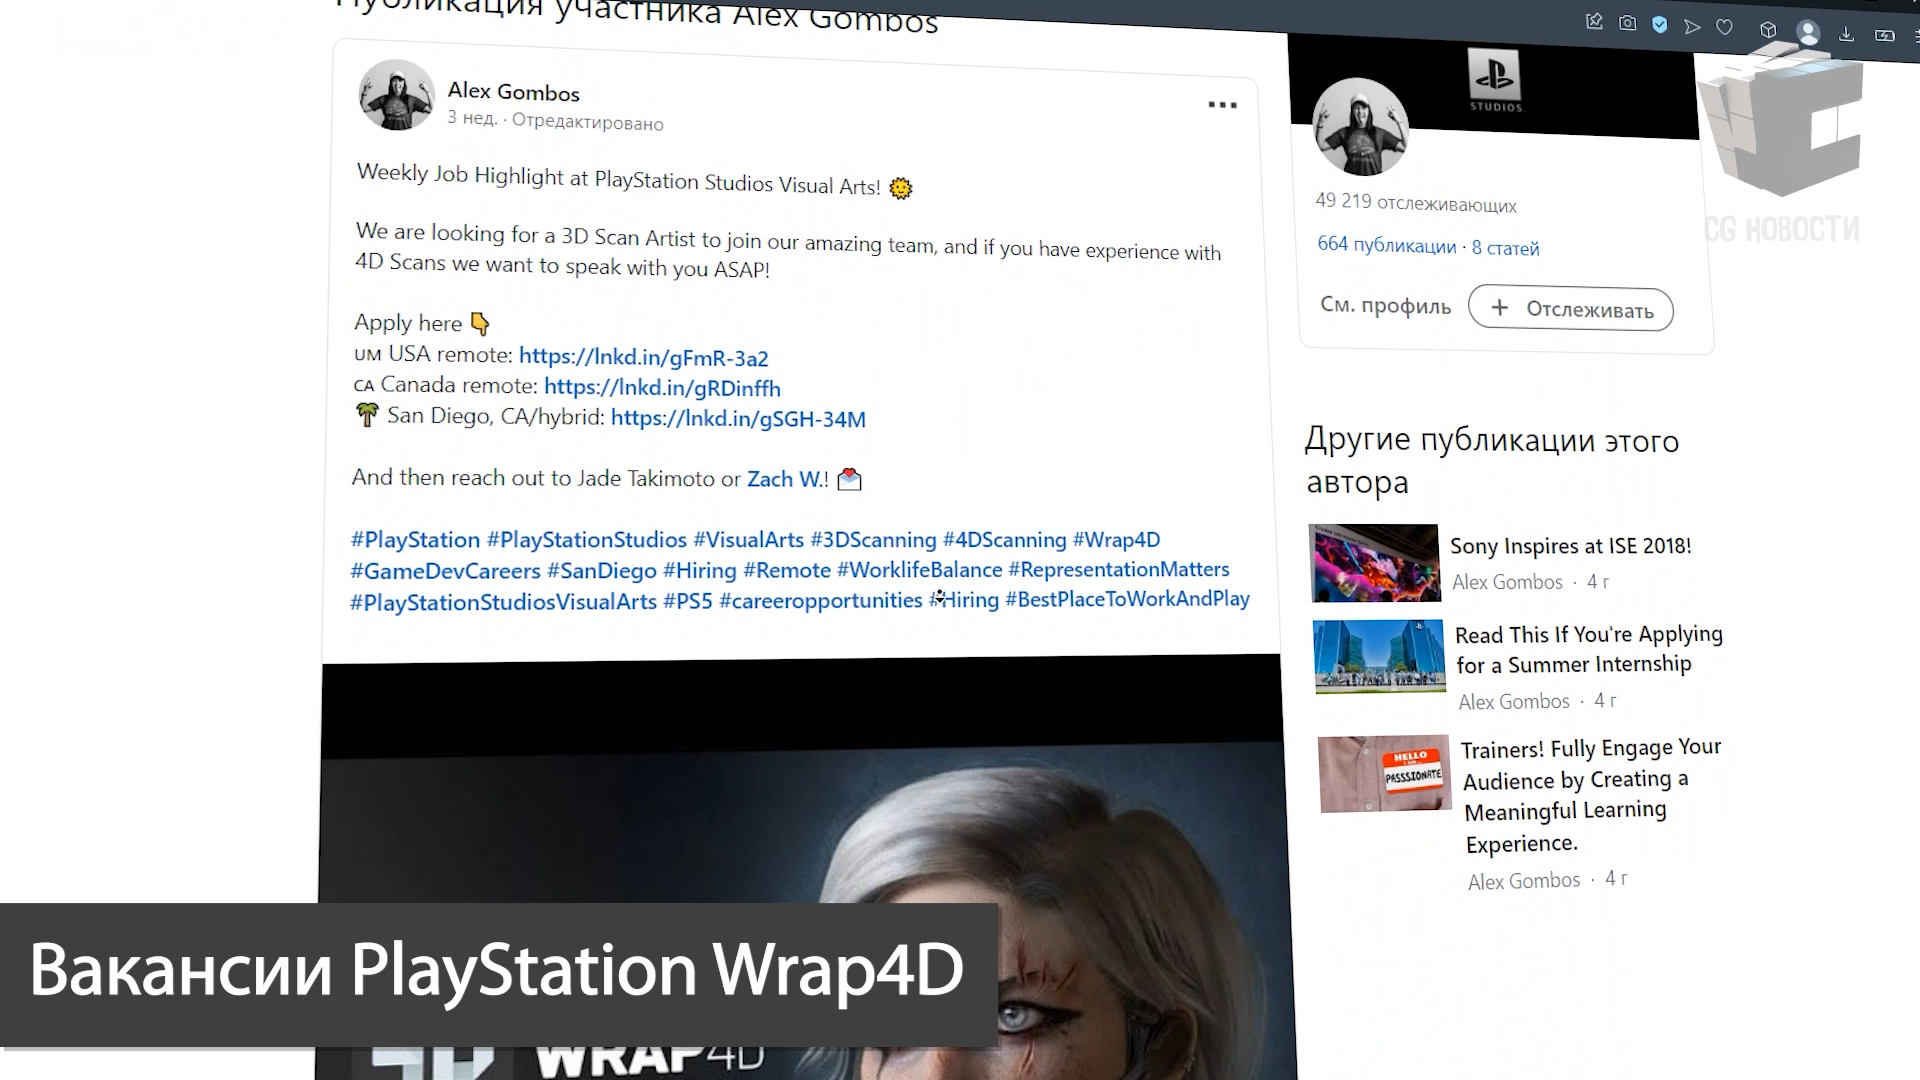 Публикация участника Alex Gombos
Alex Gombos
3 нед. · Отредактировано
Weekly Job Highlight at PlayStation Studios Visual Arts! 🌞
We are looking for a 3D Scan Artist to join our amazing team, and if you have experience with
4D Scans we want to speak with you ASAP!
Apply here 👇
UM USA remote: https://lnkd.in/gFmR-3a2
CA Canada remote: https://lnkd.in/gRDinffh
🌴 San Diego, CA/hybrid: https://lnkd.in/gSGH-34M
And then reach out to Jade Takimoto or Zach W.! 💌
#PlayStation #PlayStationStudios #VisualArts #3DScanning #4DScanning #Wrap4D
#GameDevCareers #SanDiego #Hiring #Remote #WorklifeBalance #RepresentationMatters
#PlayStationStudiosVisualArts #PS5 #careeropportunities #Hiring #BestPlaceToWorkAndPlay
WRAP4D
Вакансии PlayStation Wrap4D
STUDIOS
49 219 отслеживающих
664 публикации · 8 статей
См. профиль
+ Отслеживать
Другие публикации этого
автора
Sony Inspires at ISE 2018!
Alex Gombos · 4 г
Read This If You're Applying
for a Summer Internship
Alex Gombos · 4 г
HELLO
PASSSIONATE
Trainers! Fully Engage Your
Audience by Creating a
Meaningful Learning
Experience.
Alex Gombos · 4 г
CG НОВОСТИ